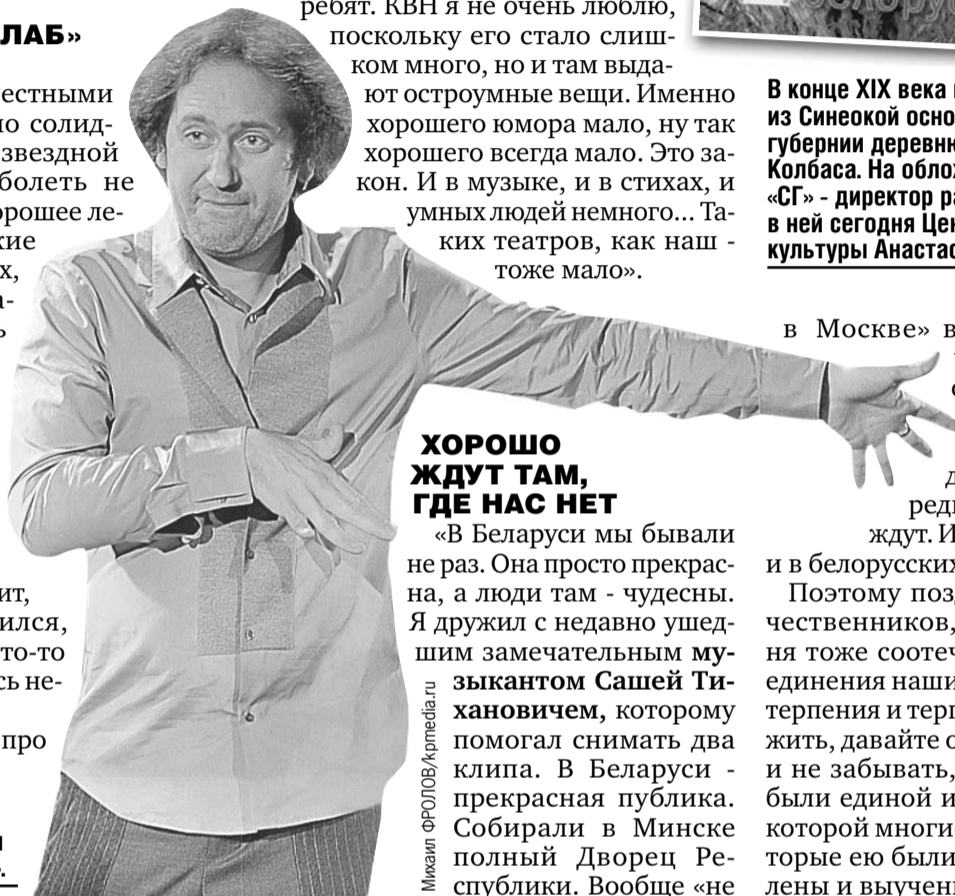 ЛАБ»
естными
но солид-
звездной
болеть не
орошее ле-
кие
х,
а-
ь
ит,
ился,
то-то
сь не-
про
ребят. КВН я не очень люблю,
поскольку его стало слиш-
ком много, но и там выда-
ют остроумные вещи. Именно
хорошего юмора мало, ну так
хорошего всегда мало. Это за-
кон. И в музыке, и в стихах, и
умных людей немного... Та-
ких театров, как наш -
тоже мало».
ХОРОШО
ЖДУТ ТАМ,
ГДЕ НАС НЕТ
«В Беларуси мы бывали
не раз. Она просто прекрас-
на, а люди там - чудесны.
Я дружил с недавно ушед-
шим замечательным му-
зыкантом Сашей Ти-
хановичем, которому
помогал снимать два
клипа. В Беларуси -
прекрасная публика.
Собирали в Минске
полный Дворец Ре-
спублики. Вообще «не
Михаил ФРОЛОВ/kpmedia.ru
В конце XIX века
из Синеокой осно
губернии деревню
Колбаса. На облож
«СГ» - директор ра
в ней сегодня Цен
культуры Анастас
в Москве» в
д
редн
ждут. И
и в белорусских
Поэтому позд
чественников,
ня тоже сооте
единения наши
терпения и терп
жить, давайте
и не забывать,
были единой и
которой многи
торые ею были
лены и выучен